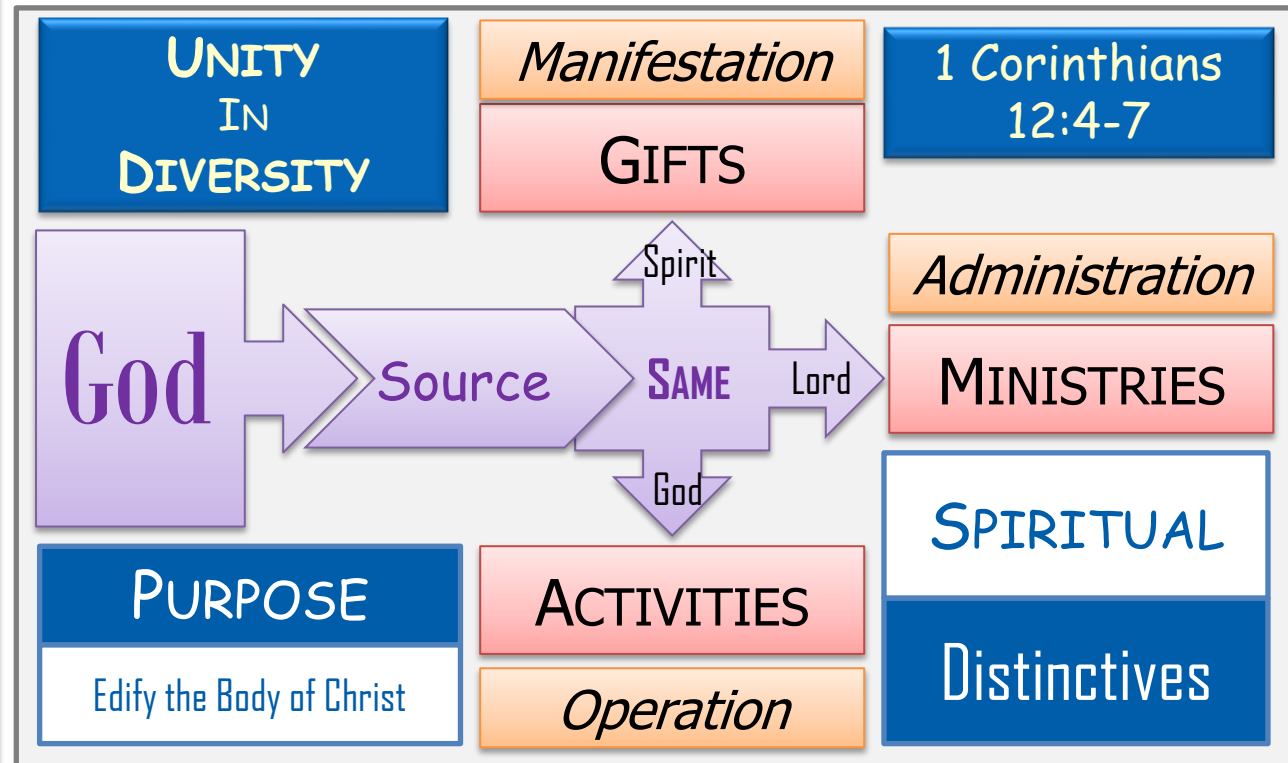 UNITY
IN
DIVERSITY
Manifestation
GIFTS
1 Corinthians
12:4-7
God
Source
SAME
Spirit
Lord
God
Administration
MINISTRIES
PURPOSE
Edify the Body of Christ
ACTIVITIES
Operation
SPIRITUAL
Distinctives